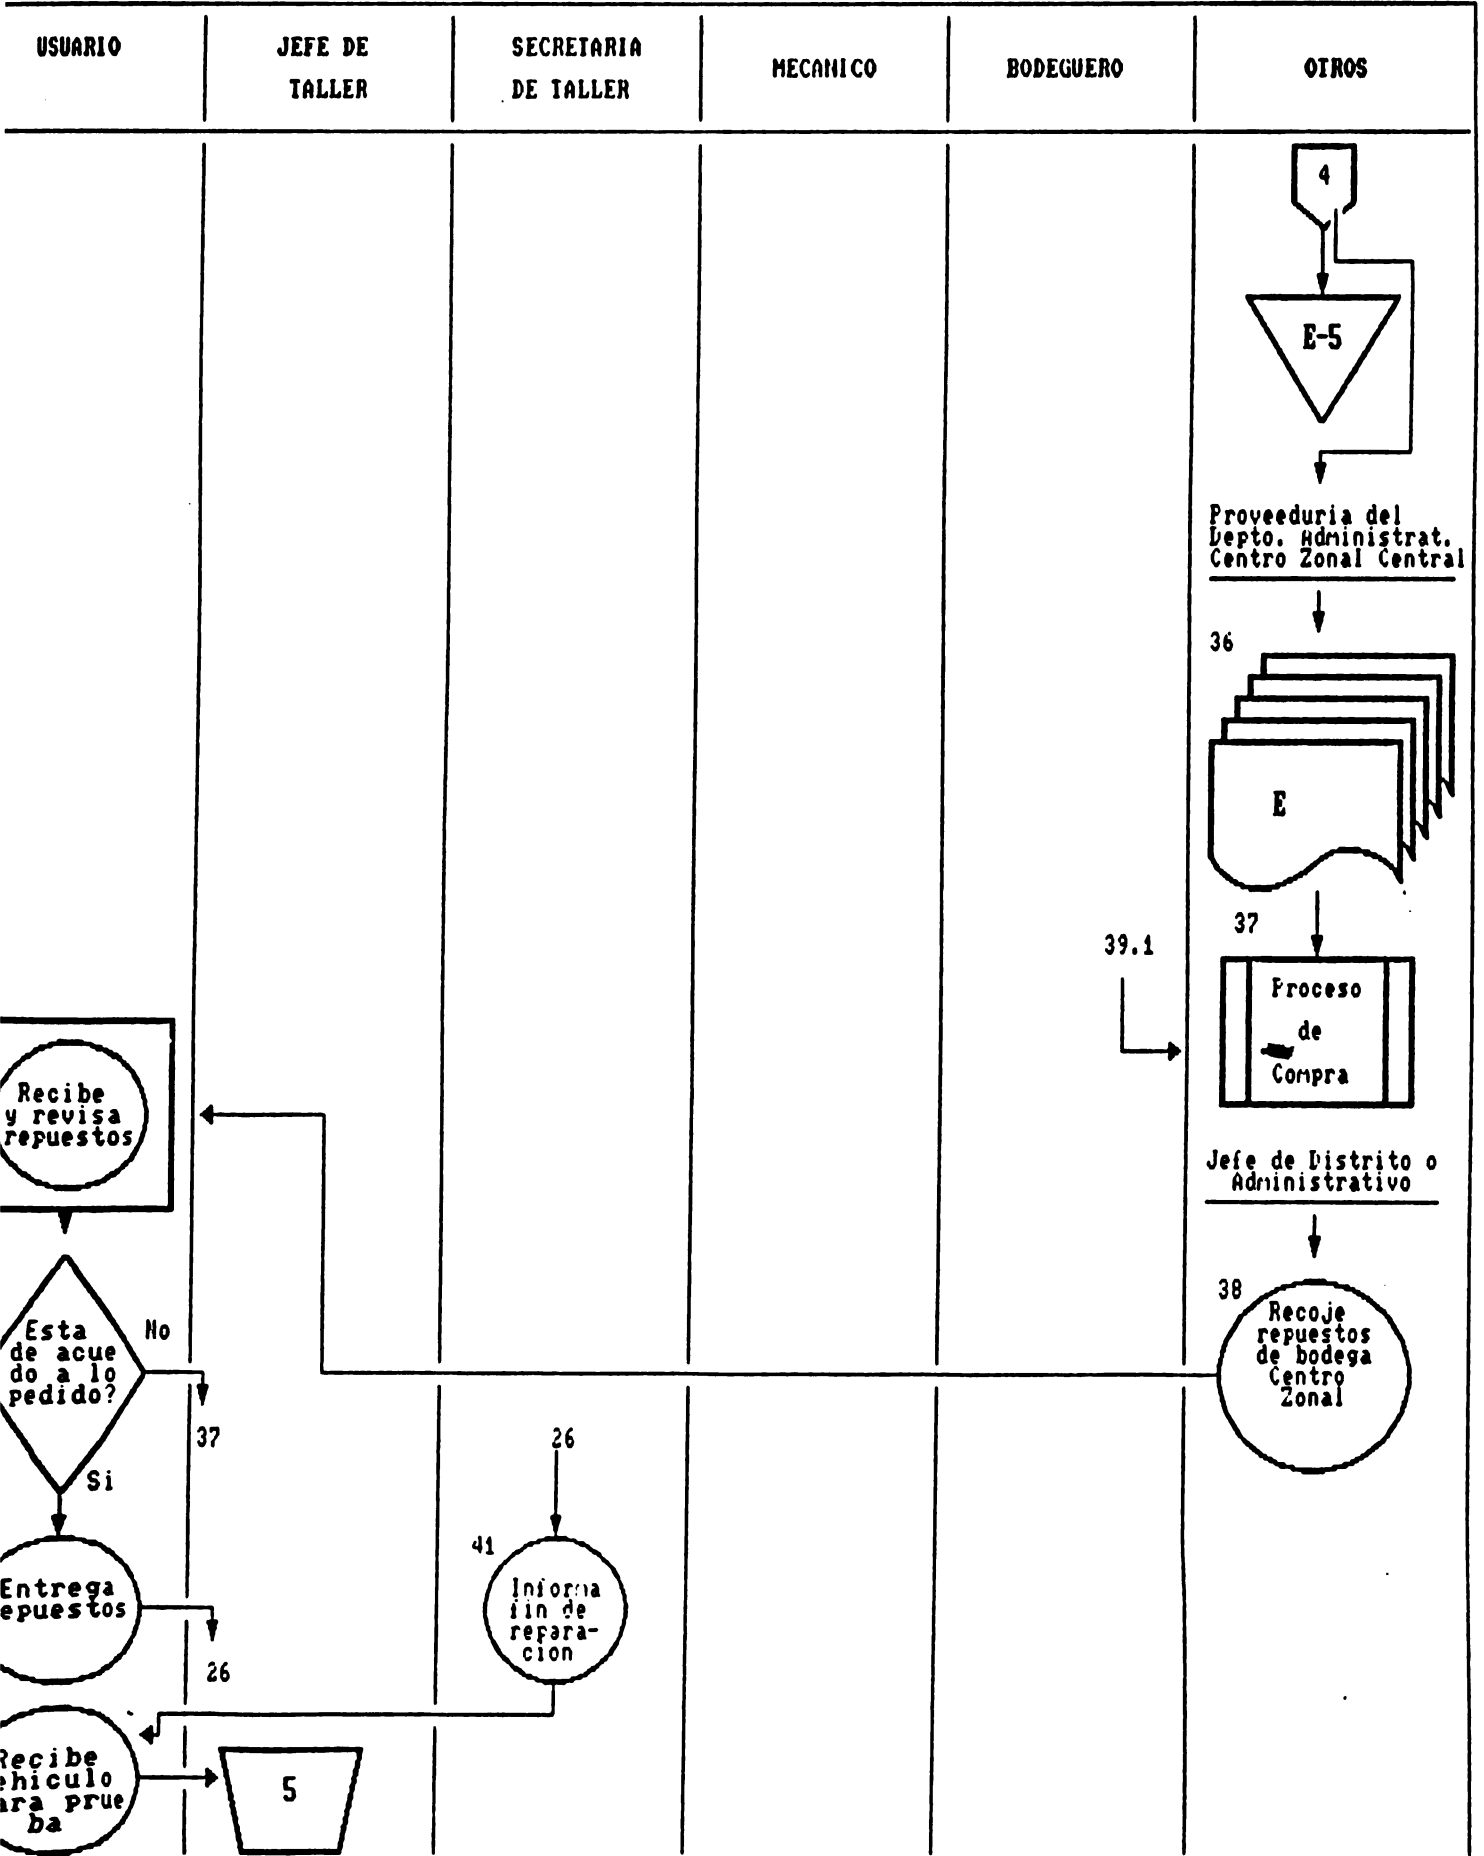 USUARIO
JEFE DE
TALLER
SECRETARIA
DE TALLER
MECANICO
BODEGUERO
OTROS
4
E-5
Proveeduria del
Depto. Administrat.
Centro Zonal Central
36
E
37
39.1
Proceso
de
Compra
Recibe
y revisa
repuestos
Jefe de Distrito o
Administrativo
38
Recoje
repuestos
de bodega
Centro
Zonal
Esta
de acue
do a lo
pedido?
No
37
Si
26
41
Informa
fin de
repara-
cion
Entrega
epuestos
26
Recibe
ehiculo
ara prue
ba
5